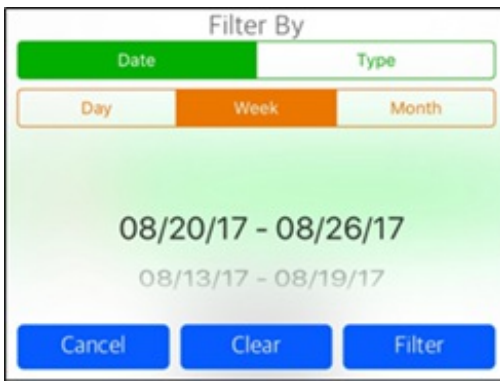 Filter By
Date Type
Day Week Month
08/20/17 - 08/26/17
08/13/17 - 08/19/17
Cancel Clear Filter